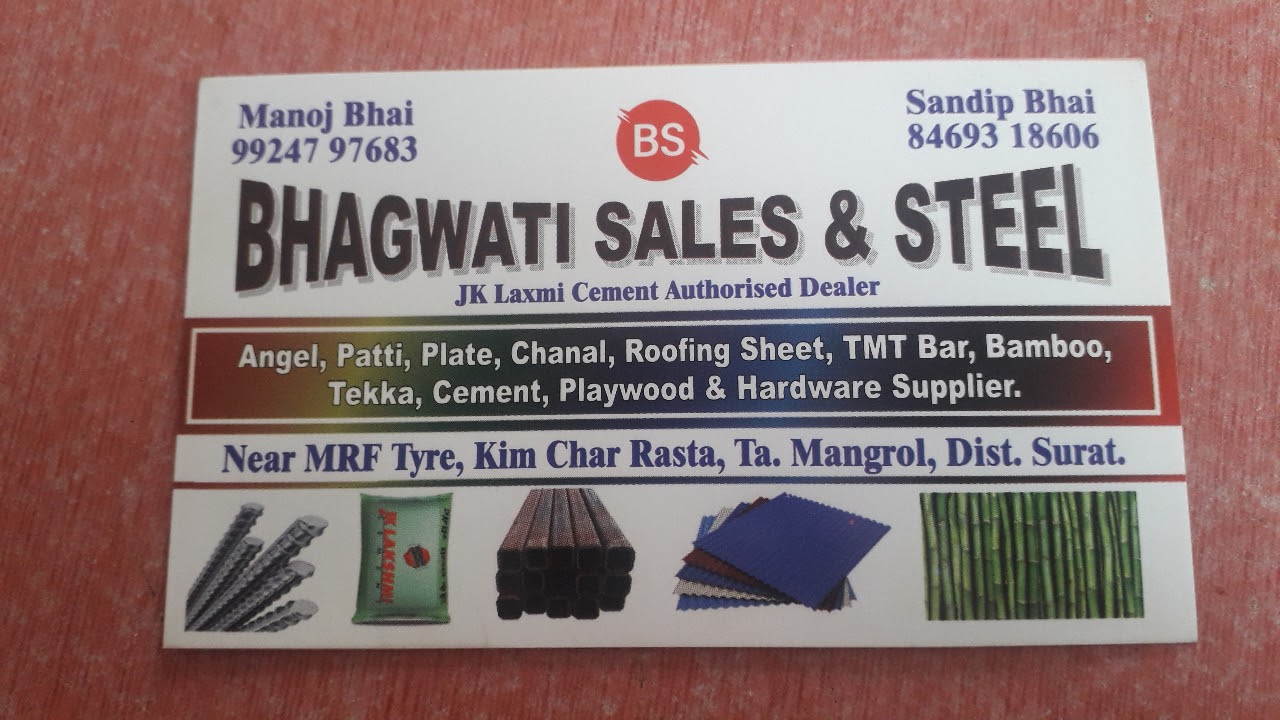 Manoj Bhai
99247 97683
BS
Sandip Bhai
84693 18606
BHAGWATI SALES & STEEL
JK Laxmi Cement Authorised Dealer
Angel, Patti, Plate, Chanal, Roofing Sheet, TMT Bar, Bamboo,
Tekka, Cement, Playwood & Hardware Supplier.
Near MRF Tyre, Kim Char Rasta, Ta. Mangrol, Dist. Surat.
JK LAKSHMI